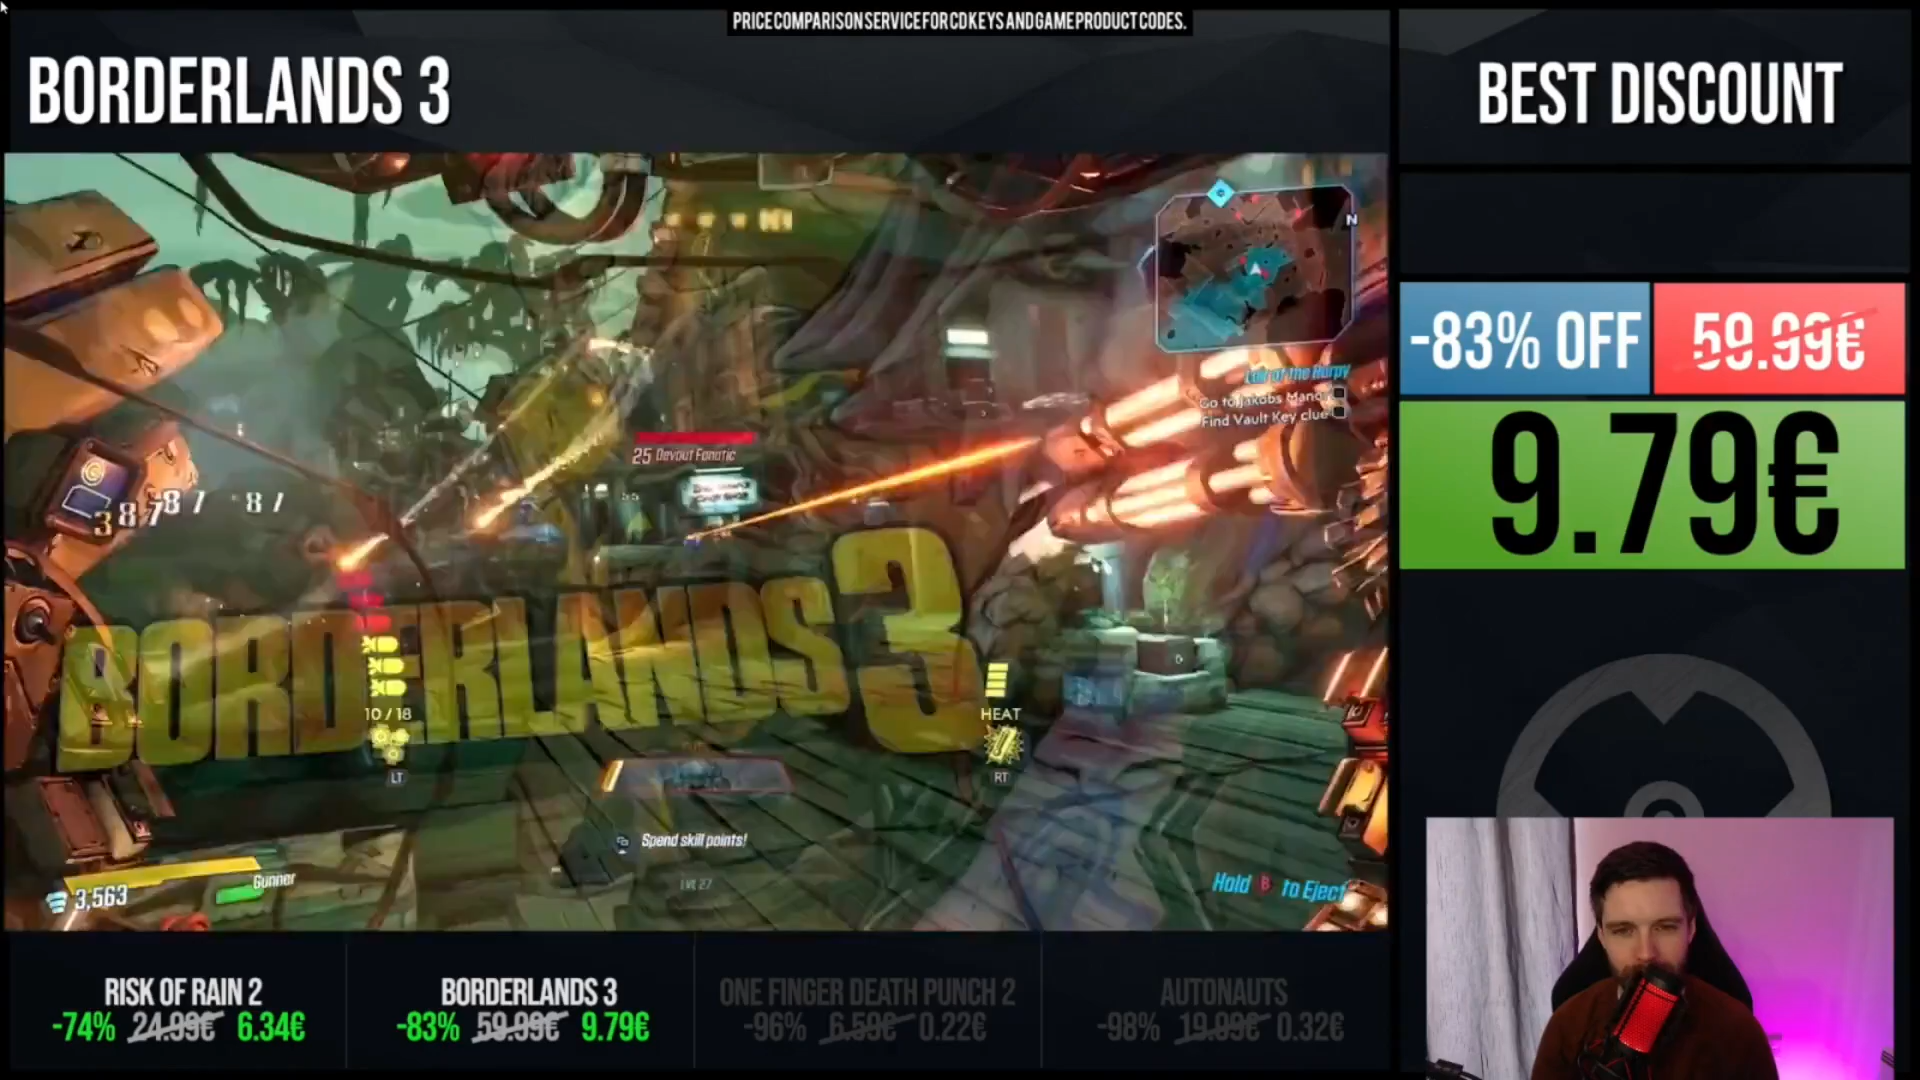 PRICE COMPARISON SERVICE FOR CD KEYS AND GAME PRODUCT CODES.
BORDERLANDS 3
BEST DISCOUNT
N
-83% OFF
59.99€
9.79€
Go to Jakobs Manor
Find Vault Key clue
25 Devout Fanatic
BORDERLANDS 3
10 / 18
LT
HEAT
RT
Spend skill points!
LVL 27
3,563
Gunner
Hold B to Eject
RISK OF RAIN 2
-74% 24.99€ 6.34€
BORDERLANDS 3
-83% 59.99€ 9.79€
ONE FINGER DEATH PUNCH 2
-96% 6.59€ 0.22€
AUTONAUTS
-98% 19.99€ 0.32€